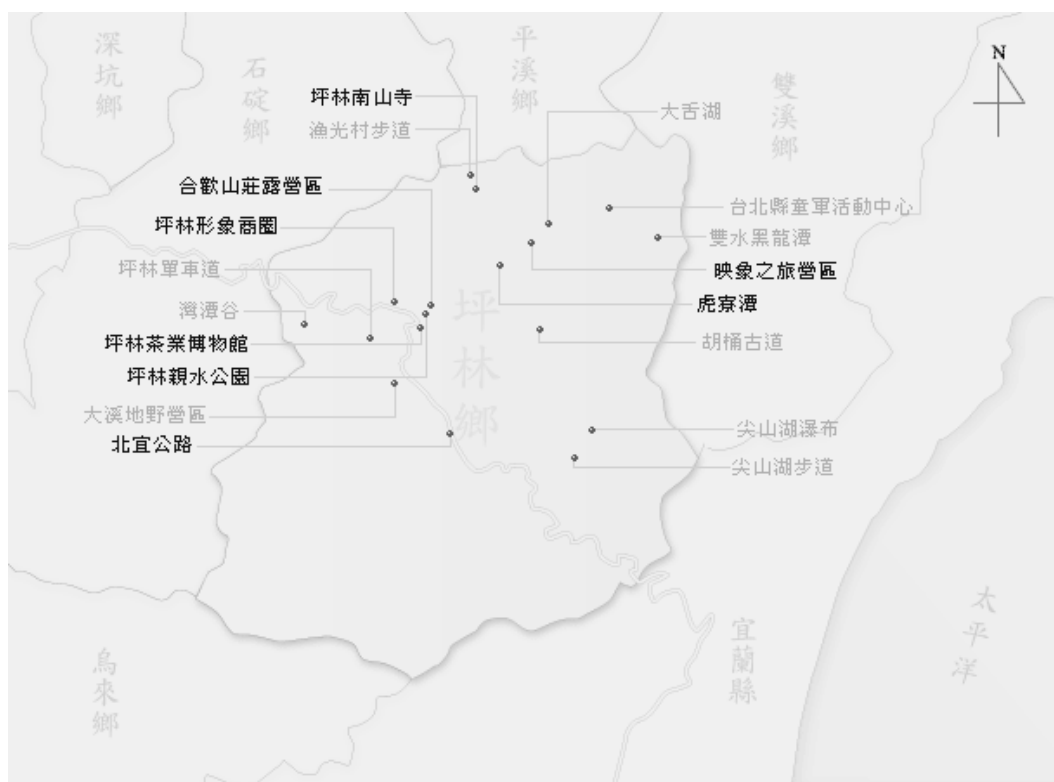 深坑鄉
石碇鄉
平溪鄉
雙溪鄉
N
坪林南山寺
漁光村步道
大舌湖
合歡山莊露營區
坪林形象商圈
坪林單車道
灣潭谷
坪林茶業博物館
坪林親水公園
大溪地野營區
北宜公路
台北縣童軍活動中心
雙水黑龍潭
映象之旅營區
虎寮潭
胡桶古道
尖山湖瀑布
尖山湖步道
坪林鄉
烏來鄉
宜蘭縣
太平洋